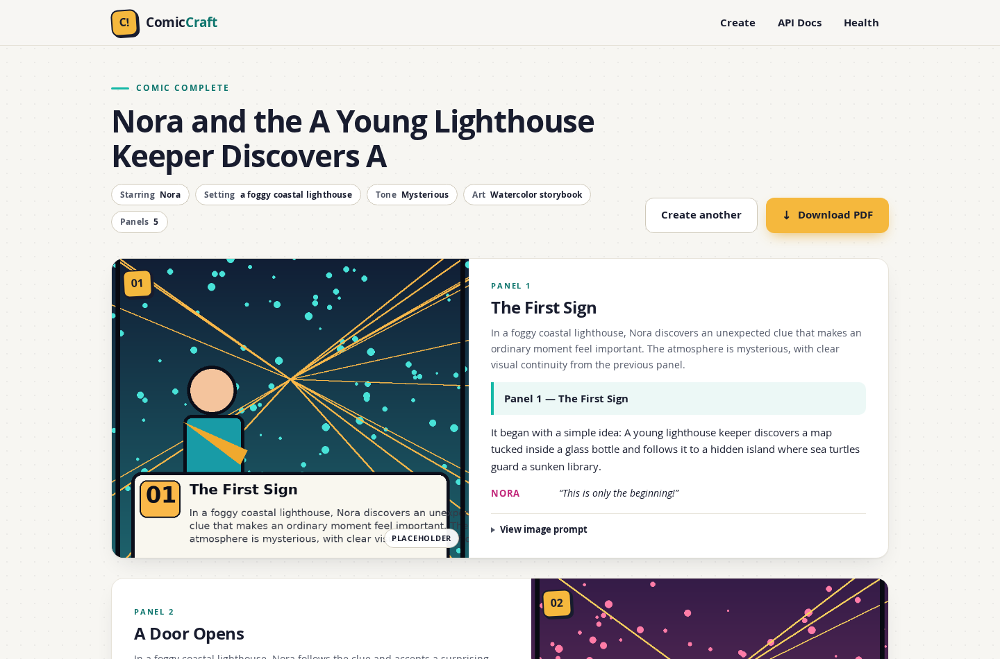 C!
ComicCraft
Create
API Docs
Health
COMIC COMPLETE
Nora and the A Young Lighthouse
Keeper Discovers A
Starring Nora
Setting a foggy coastal lighthouse
Tone Mysterious
Art Watercolor storybook
Panels 5
Create another
↓ Download PDF
01
01
The First Sign
In a foggy coastal lighthouse, Nora discovers an
clue that makes an ordinary moment feel important. The
atmosphere is mysterious, with clear
PLACEHOLDER
PANEL 1
The First Sign
In a foggy coastal lighthouse, Nora discovers an unexpected clue that makes an
ordinary moment feel important. The atmosphere is mysterious, with clear
visual continuity from the previous panel.
Panel 1 — The First Sign
It began with a simple idea: A young lighthouse keeper discovers a map
tucked inside a glass bottle and follows it to a hidden island where sea turtles
guard a sunken library.
NORA
“This is only the beginning!”
View image prompt
PANEL 2
A Door Opens
In a foggy coastal lighthouse, Nora follows the clue and accepts a surprising
02